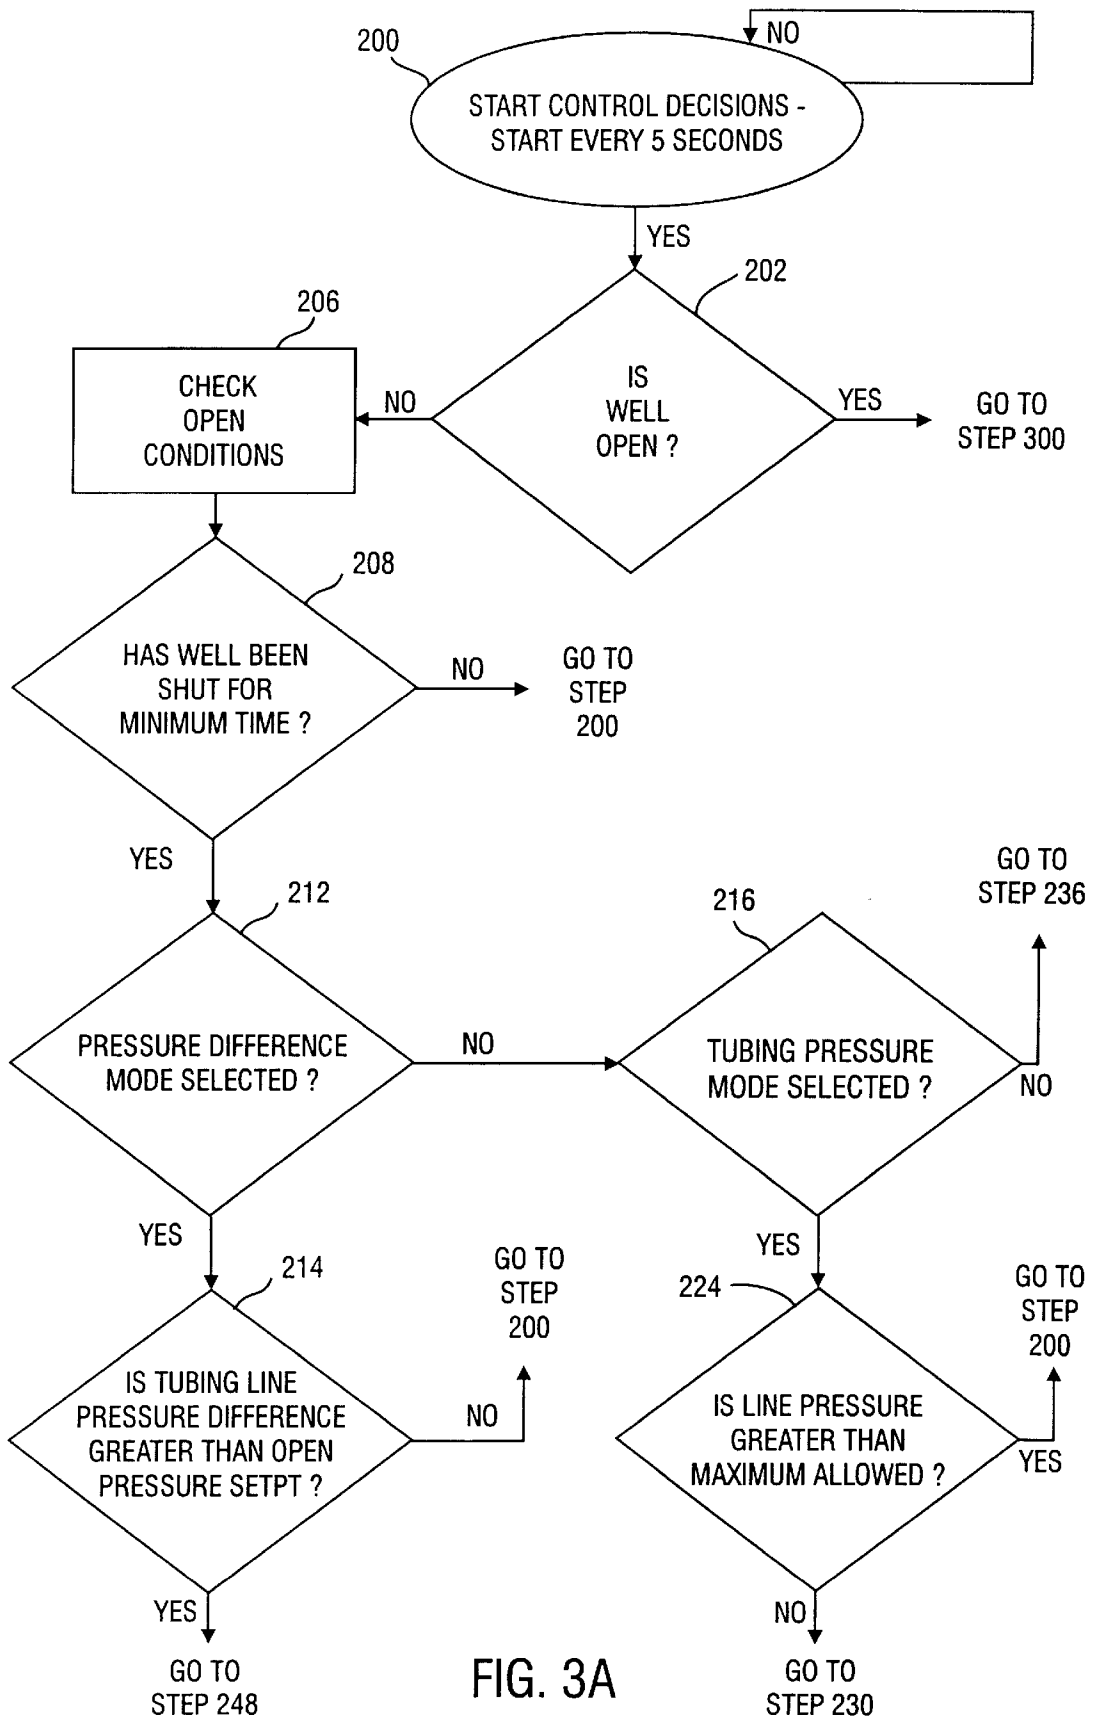 NO
200
START CONTROL DECISIONS -
START EVERY 5 SECONDS
YES
202
206
CHECK
OPEN
CONDITIONS
NO
IS
WELL
OPEN ?
YES
GO TO
STEP 300
208
HAS WELL BEEN
SHUT FOR
MINIMUM TIME ?
NO
GO TO
STEP
200
YES
212
PRESSURE DIFFERENCE
MODE SELECTED ?
NO
216
TUBING PRESSURE
MODE SELECTED ?
GO TO
STEP 236
NO
YES
214
IS TUBING LINE
PRESSURE DIFFERENCE
GREATER THAN OPEN
PRESSURE SETPT ?
NO
GO TO
STEP
200
YES
224
IS LINE PRESSURE
GREATER THAN
MAXIMUM ALLOWED ?
GO TO
STEP
200
YES
YES
GO TO
STEP 248
NO
GO TO
STEP 230
FIG. 3A